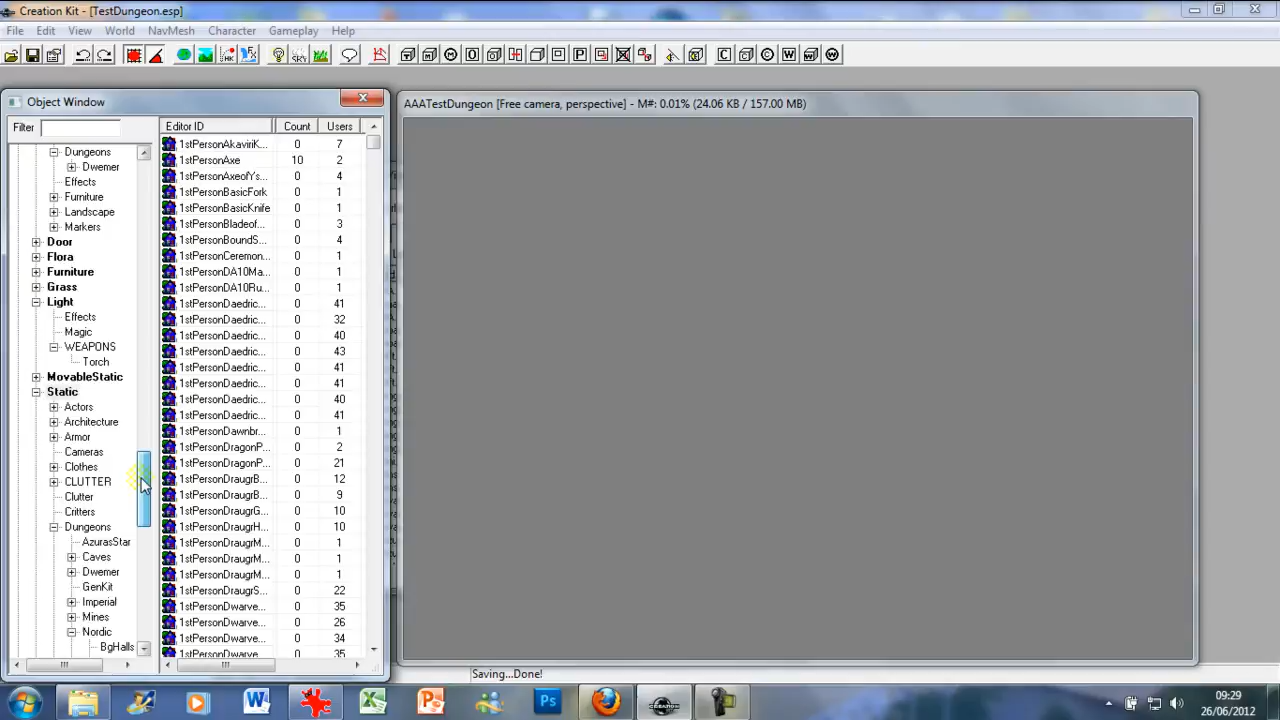 Creation Kit - [TestDungeon.esp]
File Edit View World NavMesh Character Gameplay Help
Object Window
AAATestDungeon [Free camera, perspective] - M#: 0.01% (24.06 KB / 157.00 MB)
Filter
Editor ID Count Users
Dungeons
Dwemer
Effects
Furniture
Landscape
Markers
Door
Flora
Furniture
Grass
Light
Effects
Magic
WEAPONS
Torch
MovableStatic
Static
Actors
Architecture
Armor
Cameras
Clothes
CLUTTER
Clutter
Critters
Dungeons
AzurasStar
Caves
Dwemer
GenKit
Imperial
Mines
Nordic
BgHalls
1stPersonAkaviriK... 0 7
1stPersonAxe 10 2
1stPersonAxeofYs... 0 4
1stPersonBasicFork 0 1
1stPersonBasicKnife 0 1
1stPersonBladeof... 0 3
1stPersonBoundS... 0 4
1stPersonCeremon... 0 1
1stPersonDA10Ma... 0 1
1stPersonDA10Ru... 0 1
1stPersonDaedric... 0 41
1stPersonDaedric... 0 32
1stPersonDaedric... 0 40
1stPersonDaedric... 0 43
1stPersonDaedric... 0 41
1stPersonDaedric... 0 41
1stPersonDaedric... 0 40
1stPersonDaedric... 0 41
1stPersonDawnbr... 0 1
1stPersonDragonP... 0 2
1stPersonDragonP... 0 21
1stPersonDraugrB... 0 12
1stPersonDraugrB... 0 9
1stPersonDraugrG... 0 10
1stPersonDraugrH... 0 10
1stPersonDraugrM... 0 1
1stPersonDraugrM... 0 1
1stPersonDraugrM... 0 1
1stPersonDraugrS... 0 22
1stPersonDwarve... 0 35
1stPersonDwarve... 0 26
1stPersonDwarve... 0 34
1stPersonDwarve... 0 35
Saving...Done!
09:29
26/06/2012